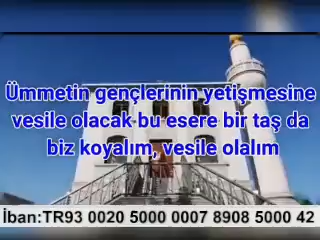 Ümmetin gençlerinin yetişmesine
vesile olacak bu esere bir taş da
biz koyalım, vesile olalım
İban:TR93 0020 5000 0007 8908 5000 42